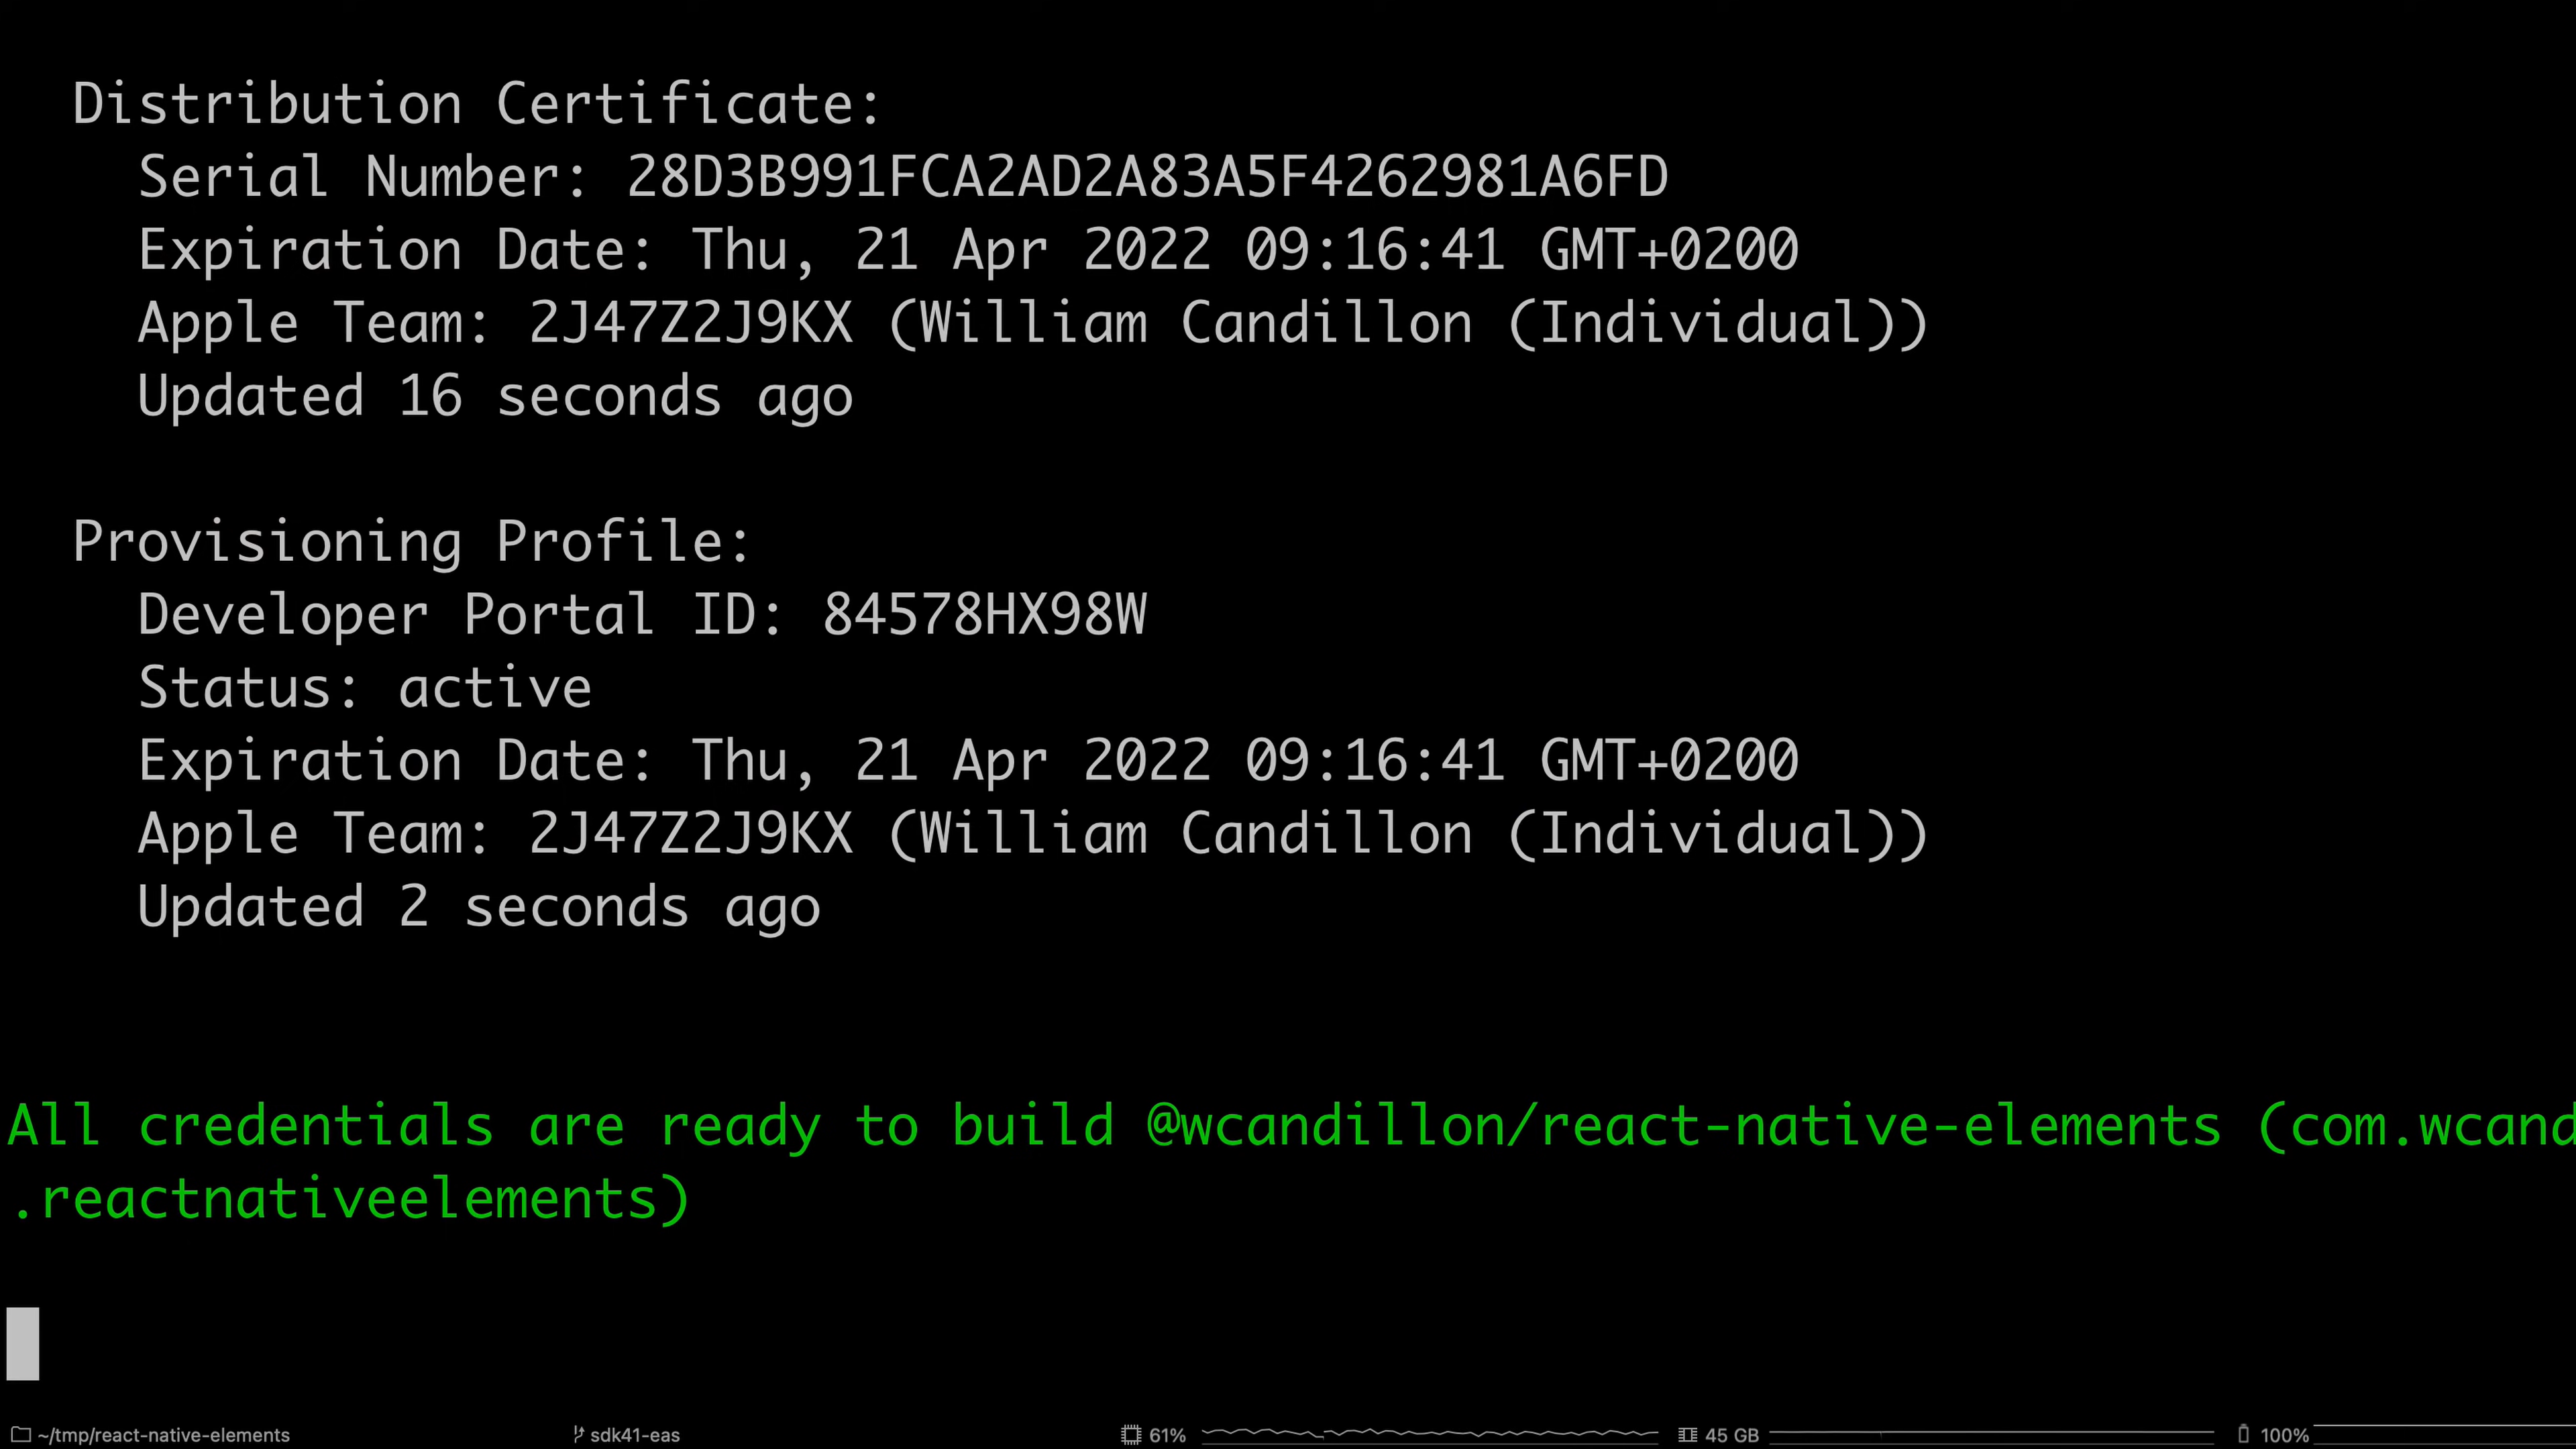 Distribution Certificate:
Serial Number: 28D3B991FCA2AD2A83A5F4262981A6FD
Expiration Date: Thu, 21 Apr 2022 09:16:41 GMT+0200
Apple Team: 2J47Z2J9KX (William Candillon (Individual))
Updated 16 seconds ago
Provisioning Profile:
Developer Portal ID: 84578HX98W
Status: active
Expiration Date: Thu, 21 Apr 2022 09:16:41 GMT+0200
Apple Team: 2J47Z2J9KX (William Candillon (Individual))
Updated 2 seconds ago
All credentials are ready to build @wcandillon/react-native-elements (com.wcand
.reactnativeelements)
~/tmp/react-native-elements sdk41-eas 61% 45 GB 100%